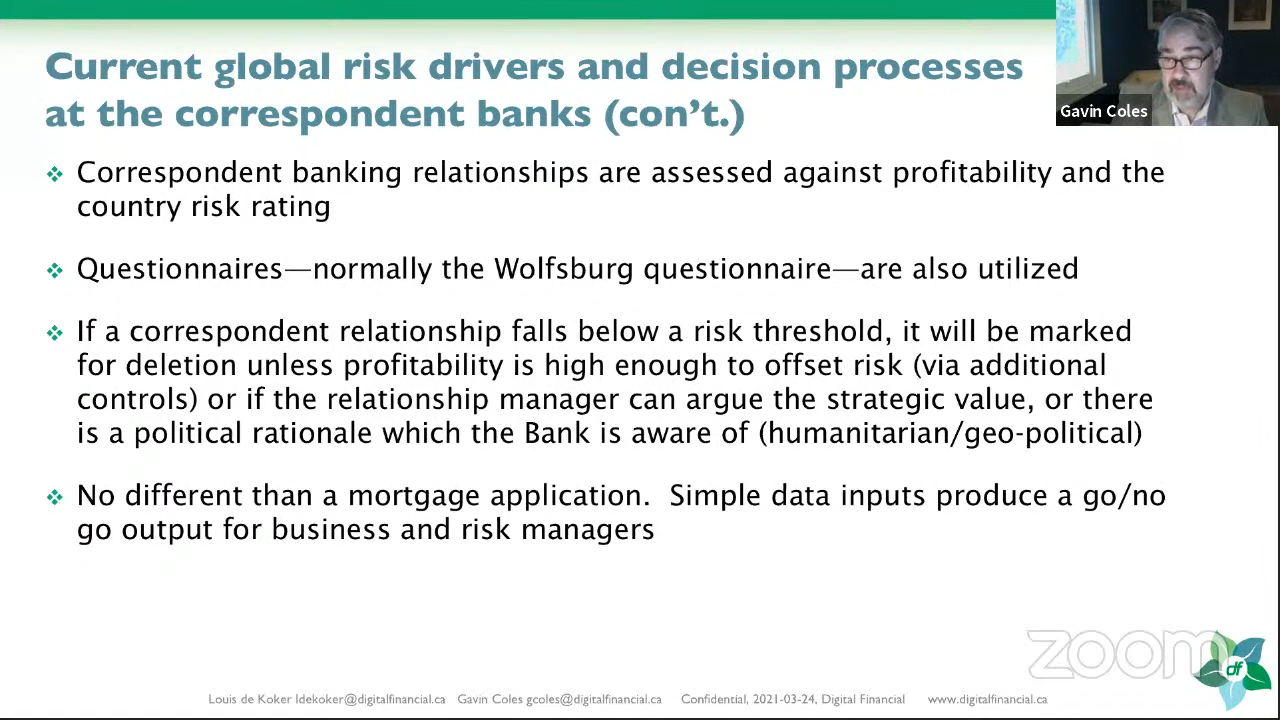 Current global risk drivers and decision processes
at the correspondent banks (con't.)
Gavin Coles
Correspondent banking relationships are assessed against profitability and the
country risk rating
Questionnaires—normally the Wolfsburg questionnaire—are also utilized
If a correspondent relationship falls below a risk threshold, it will be marked
for deletion unless profitability is high enough to offset risk (via additional
controls) or if the relationship manager can argue the strategic value, or there
is a political rationale which the Bank is aware of (humanitarian/geo-political)
No different than a mortgage application.  Simple data inputs produce a go/no
go output for business and risk managers
zoom
df
Louis de Koker ldekoker@digitalfinancial.ca   Gavin Coles gcoles@digitalfinancial.ca   Confidential, 2021-03-24, Digital Financial   www.digitalfinancial.ca